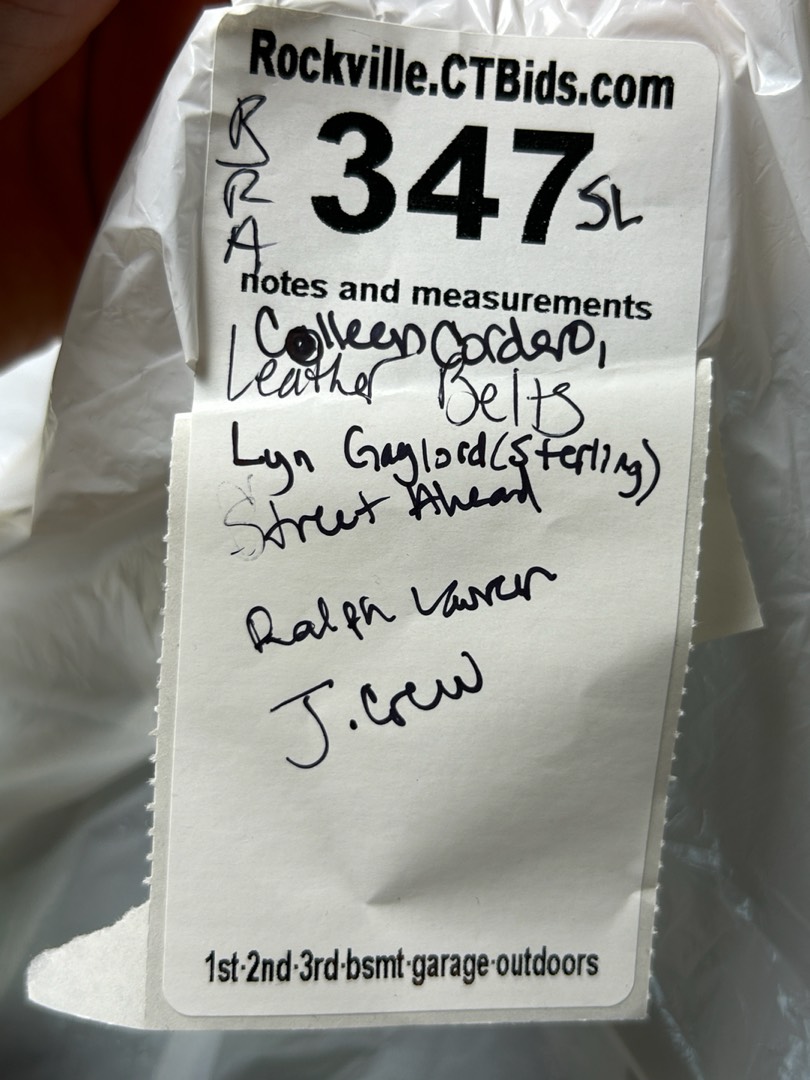 Rockville.CTBids.com
B
R
A
347 SL
notes and measurements
Colleen Cordero,
Leather Belts
Lyn Gaylord (Sterling)
Street Ahead
Ralph Lauren
J.Crew
1st·2nd·3rd·bsmt·garage·outdoors